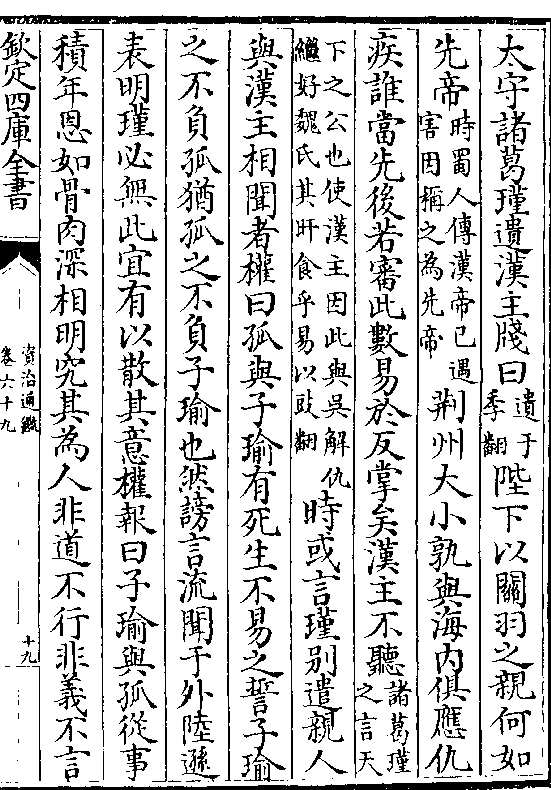 太守諸葛瑾遺漢主牋曰遺于季翻陛下以關羽之親何如
先帝時蜀人傳漢帝已遇害因稱之為先帝荆州大小孰與海内俱應仇
疾誰當先後若審此數易於反掌矣漢主不聽諸葛瑾之言天
下之公也使漢主因此與吳解仇繼好魏氏其旰食乎易以䜴翻時或言瑾别遣親人
與漢主相聞者權曰孤與子瑜有死生不易之誓子瑜
之不負孤猶孤之不負子瑜也然謗言流聞于外陸遜
表明瑾必無此宜有以散其意權報曰子瑜與孤從事
積年恩如骨肉深相明究其為人非道不行非義不言
欽定四庫全書
資治通鑑
卷六十九
十九